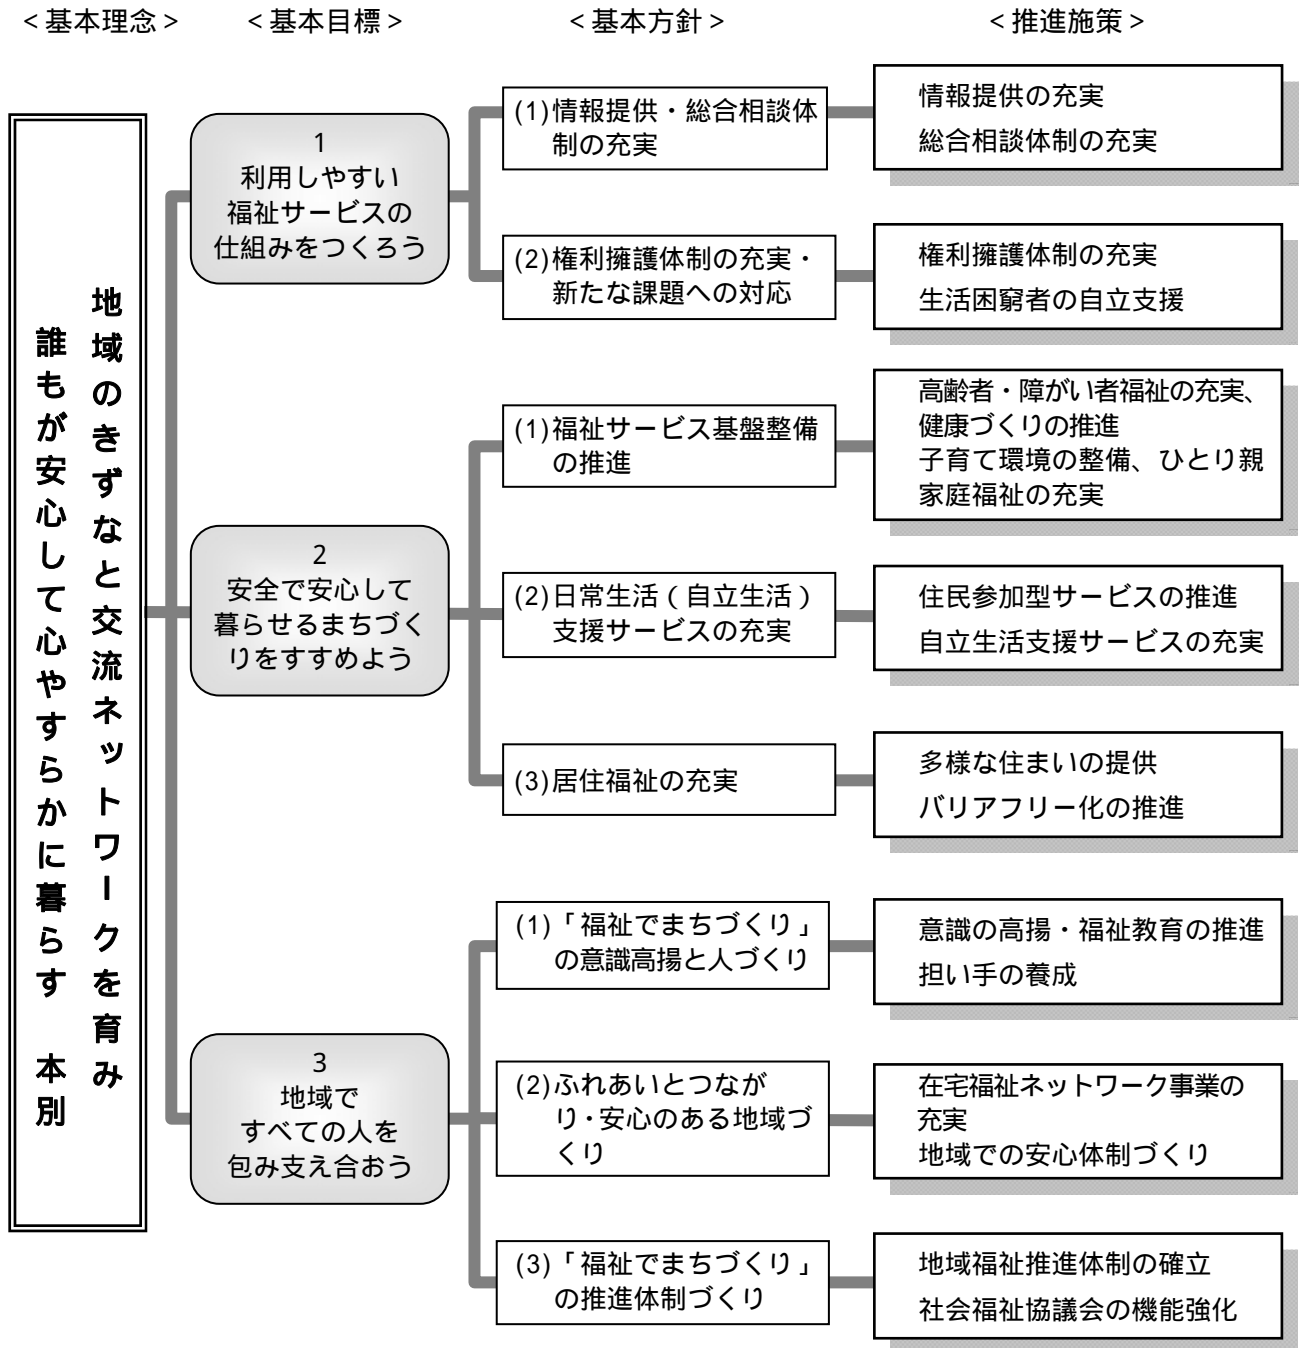 ＜基本理念＞
＜基本目標＞
＜基本方針＞
＜推進施策＞
地域のきずなと交流ネットワークを育み
誰もが安心して心やすらかに暮らす　本別
1
利用しやすい
福祉サービスの
仕組みをつくろう
(1)情報提供・総合相談体
制の充実
情報提供の充実
総合相談体制の充実
(2)権利擁護体制の充実・
新たな課題への対応
権利擁護体制の充実
生活困窮者の自立支援
2
安全で安心して
暮らせるまちづく
りをすすめよう
(1)福祉サービス基盤整備
の推進
高齢者・障がい者福祉の充実、
健康づくりの推進
子育て環境の整備、ひとり親
家庭福祉の充実
(2)日常生活（自立生活）
支援サービスの充実
住民参加型サービスの推進
自立生活支援サービスの充実
(3)居住福祉の充実
多様な住まいの提供
バリアフリー化の推進
3
地域で
すべての人を
包み支え合おう
(1)「福祉でまちづくり」
の意識高揚と人づくり
意識の高揚・福祉教育の推進
担い手の養成
(2)ふれあいとつなが
り・安心のある地域づ
くり
在宅福祉ネットワーク事業の
充実
地域での安心体制づくり
(3)「福祉でまちづくり」
の推進体制づくり
地域福祉推進体制の確立
社会福祉協議会の機能強化